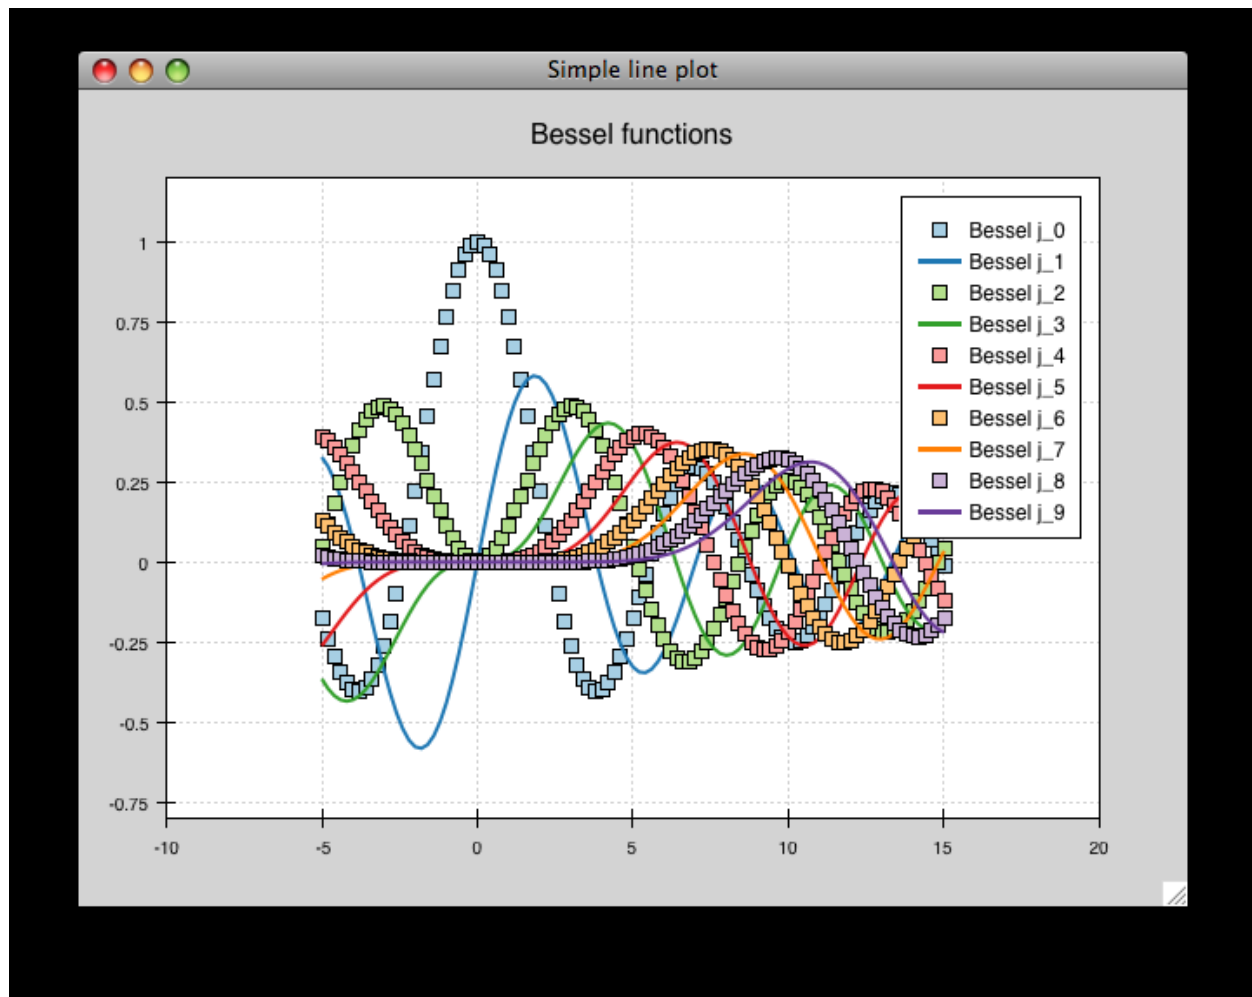 Simple line plot
Bessel functions
Bessel j_0
Bessel j_1
Bessel j_2
Bessel j_3
Bessel j_4
Bessel j_5
Bessel j_6
Bessel j_7
Bessel j_8
Bessel j_9
1
0.75
0.5
0.25
0
-0.25
-0.5
-0.75
-10 -5 0 5 10 15 20